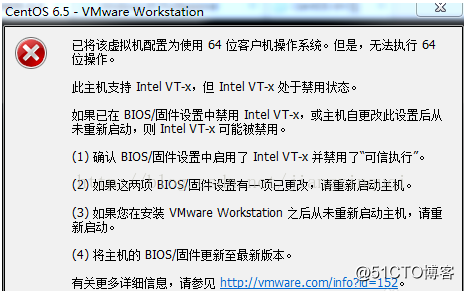 CentOS 6.5 - VMware Workstation
已将该虚拟机配置为使用 64 位客户机操作系统。但是，无法执行 64
位操作。
此主机支持 Intel VT-x，但 Intel VT-x 处于禁用状态。
如果已在 BIOS/固件设置中禁用 Intel VT-x，或主机自更改此设置后从
未重新启动，则 Intel VT-x 可能被禁用。
(1) 确认 BIOS/固件设置中启用了 Intel VT-x 并禁用了“可信执行”。
(2) 如果这两项 BIOS/固件设置有一项已更改，请重新启动主机。
(3) 如果您在安装 VMware Workstation 之后从未重新启动主机，请重
新启动。
(4) 将主机的 BIOS/固件更新至最新版本。
有关更多详细信息，请参见 http://vmware.com/info?id=152。
@51CTO博客